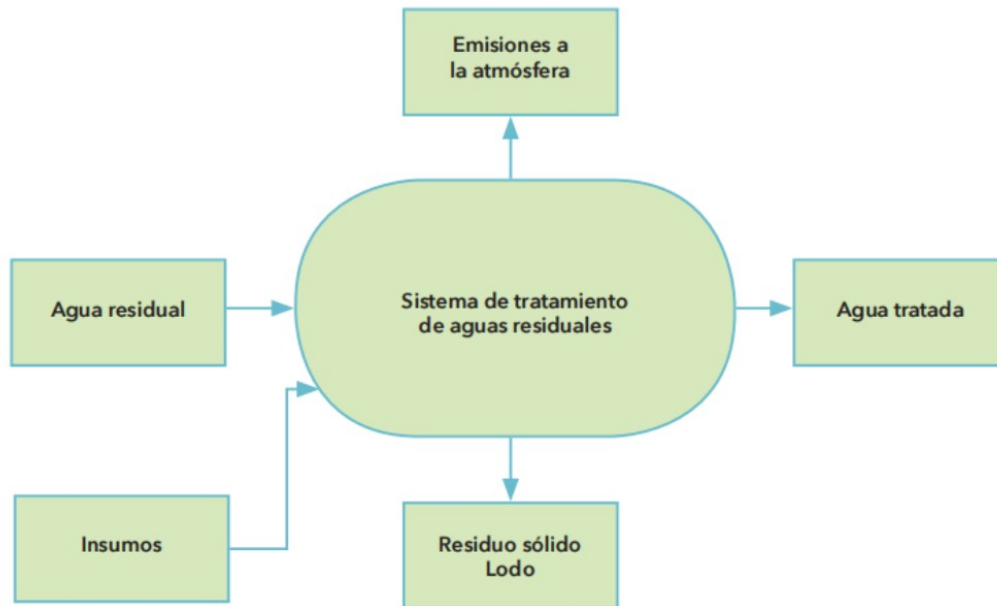 Emisiones a
la atmósfera
Agua residual
Sistema de tratamiento
de aguas residuales
Agua tratada
Insumos
Residuo sólido
Lodo